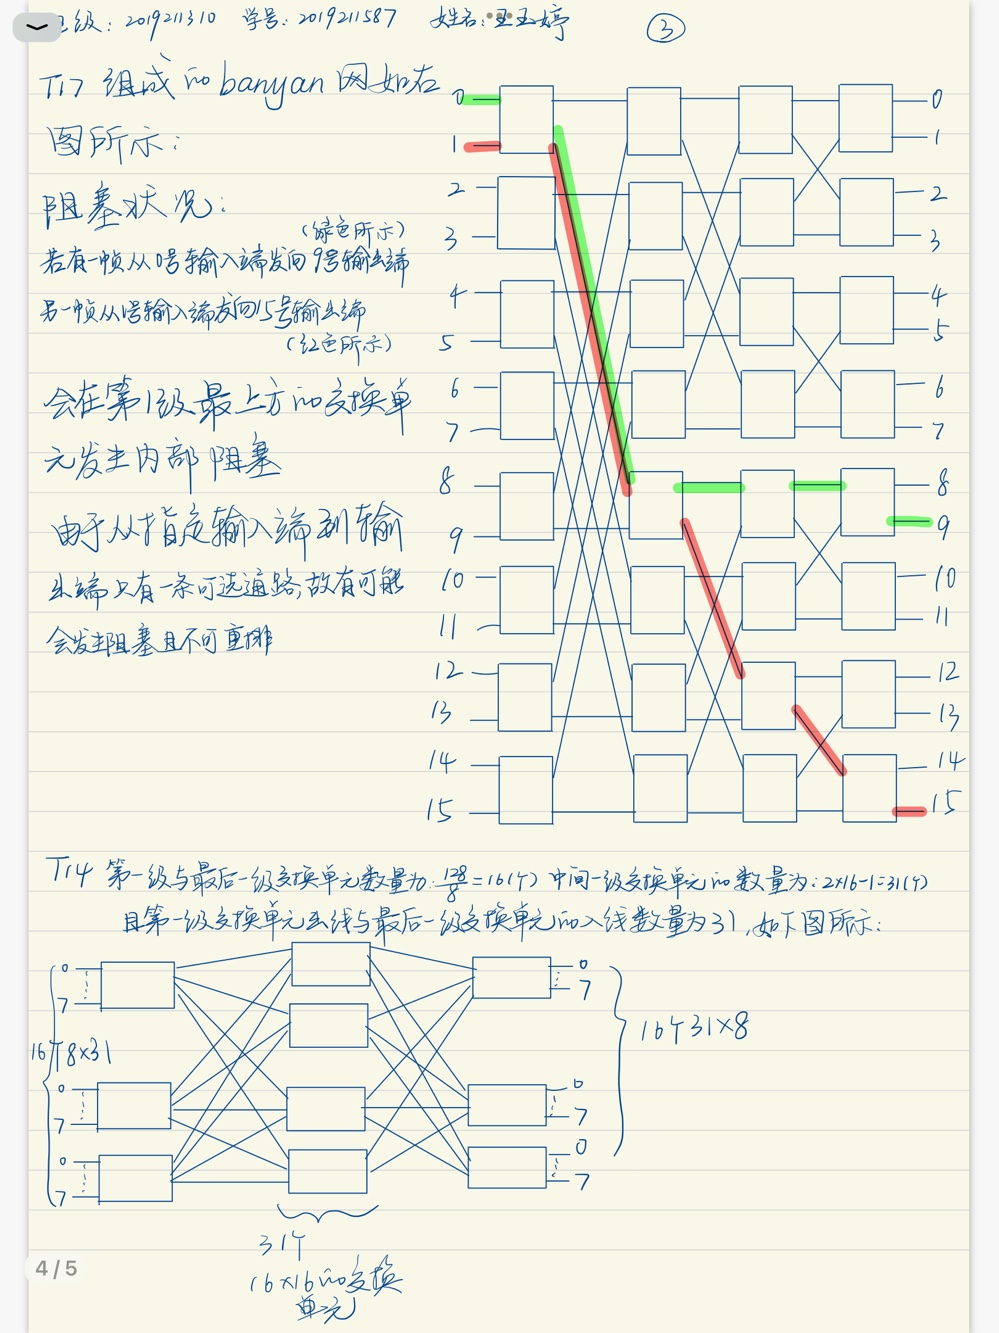 班级：2019211310 学号：2019211587 姓名：王玉婷 ③
T17 组成的banyan网如右
图所示：
阻塞状况：
(绿色所示)
若有一帧从0号输入端发向9号输出端
另一帧从1号输入端发向15号输出端
(红色所示)
会在第1级最上方的交换单
元发生内部阻塞
由于从指定输入端到输
出端只有一条可选通路,故有可能
会发生阻塞且不可重排
0
1
2
3
4
5
6
7
8
9
10
11
12
13
14
15
0
1
2
3
4
5
6
7
8
9
10
11
12
13
14
15
T14 第一级与最后一级交换单元数量为：128/8=16(个) 中间一级交换单元的数量为：2×16-1=31(个)
且第一级交换单元出线与最后一级交换单元的入线数量为31,如下图所示：
0
7
0
7
0
7
16个8×31
0
7
0
7
0
7
16个31×8
31个
16×16的交换
单元
4/5